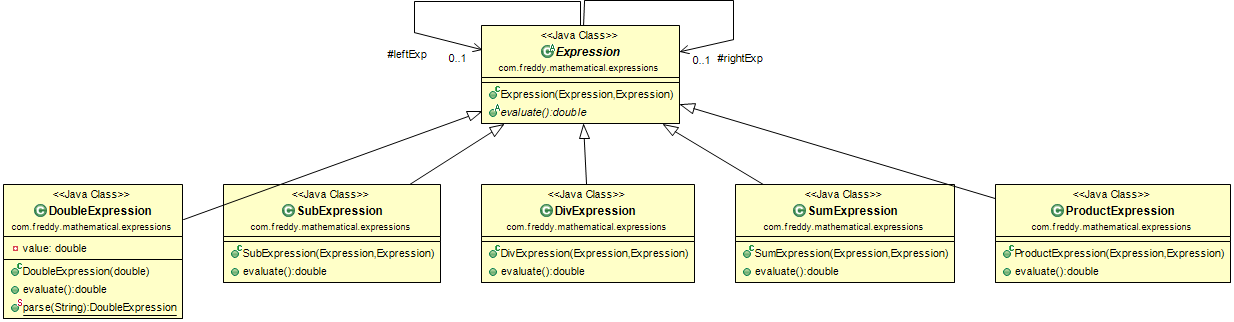 <<Java Class>>
Expression
com.freddy.mathematical.expressions
#leftExp
0..1
0..1
#rightExp
Expression(Expression,Expression)
evaluate():double
<<Java Class>>
DoubleExpression
com.freddy.mathematical.expressions
value: double
DoubleExpression(double)
evaluate():double
parse(String):DoubleExpression
<<Java Class>>
SubExpression
com.freddy.mathematical.expressions
SubExpression(Expression,Expression)
evaluate():double
<<Java Class>>
DivExpression
com.freddy.mathematical.expressions
DivExpression(Expression,Expression)
evaluate():double
<<Java Class>>
SumExpression
com.freddy.mathematical.expressions
SumExpression(Expression,Expression)
evaluate():double
<<Java Class>>
ProductExpression
com.freddy.mathematical.expressions
ProductExpression(Expression,Expression)
evaluate():double